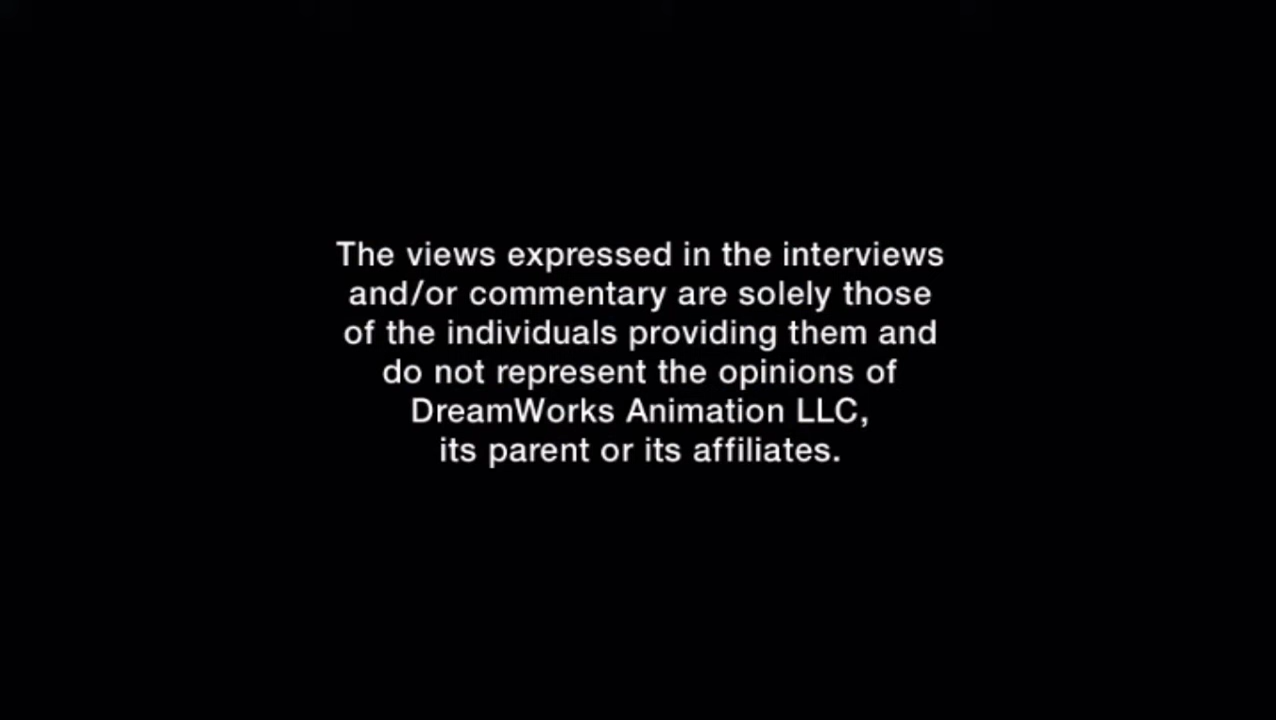 The views expressed in the interviews
and/or commentary are solely those
of the individuals providing them and
do not represent the opinions of
DreamWorks Animation LLC,
its parent or its affiliates.